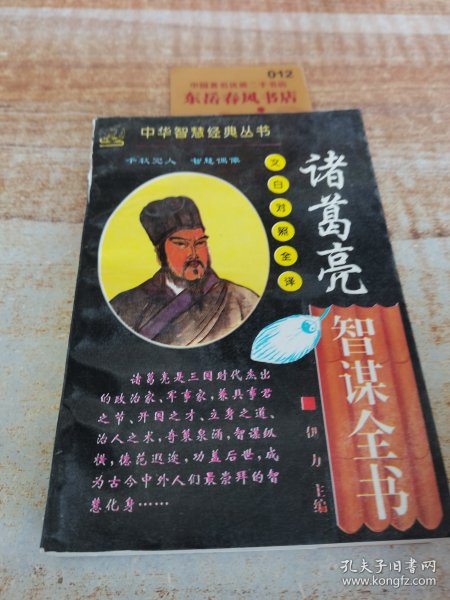 012
东岳春风书店
中华智慧经典丛书
千秋完人 智慧偶像
文白对照全译
诸葛亮
智谋全书
伊力 主编
诸葛亮是三国时代杰出
的政治家、军事家,兼具事君
之节、开国之才、立身之道、
治人之术,奇策泉涌,智谋纵
横,德范遐迩,功盖后世,成
为古今中外人们最崇拜的智
慧化身……
孔夫子旧书网
www.kongfz.com